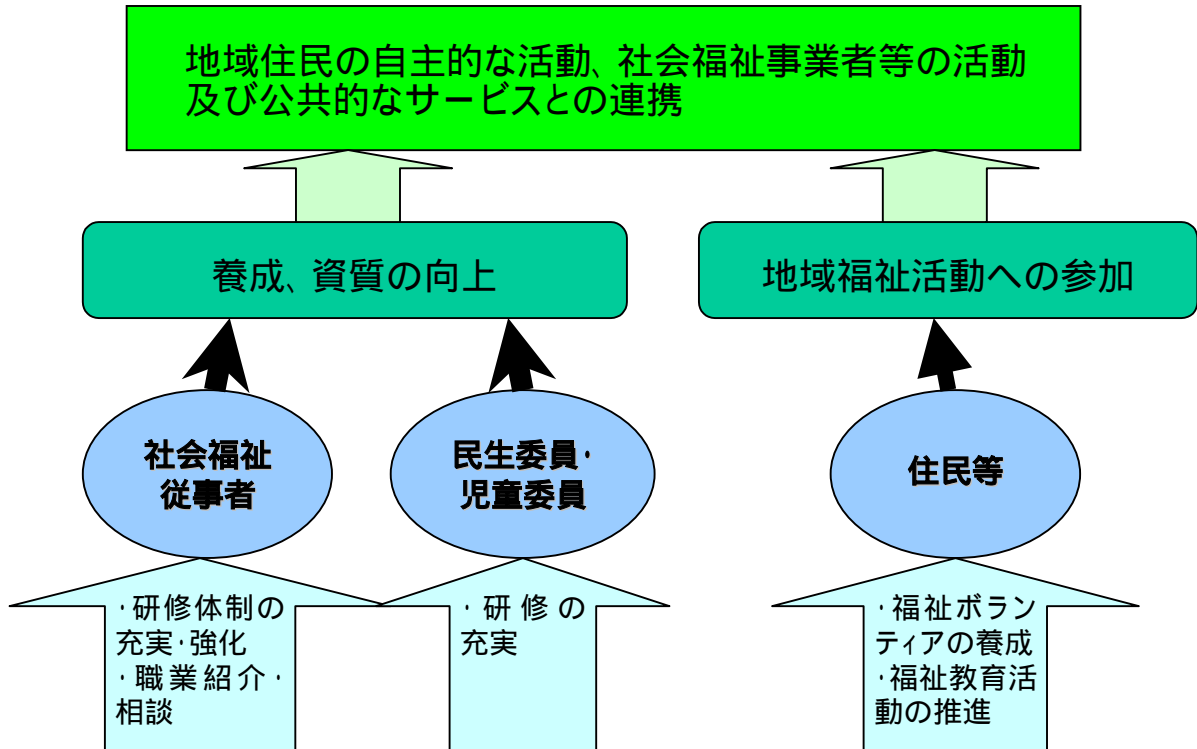 地域住民の自主的な活動、社会福祉事業者等の活動
及び公共的なサービスとの連携
養成、資質の向上
地域福祉活動への参加
社会福祉
従事者
民生委員・
児童委員
住民等
・研修体制の
充実・強化
・職業紹介・
相談
・研修の
充実
・福祉ボラン
ティアの養成
・福祉教育活
動の推進